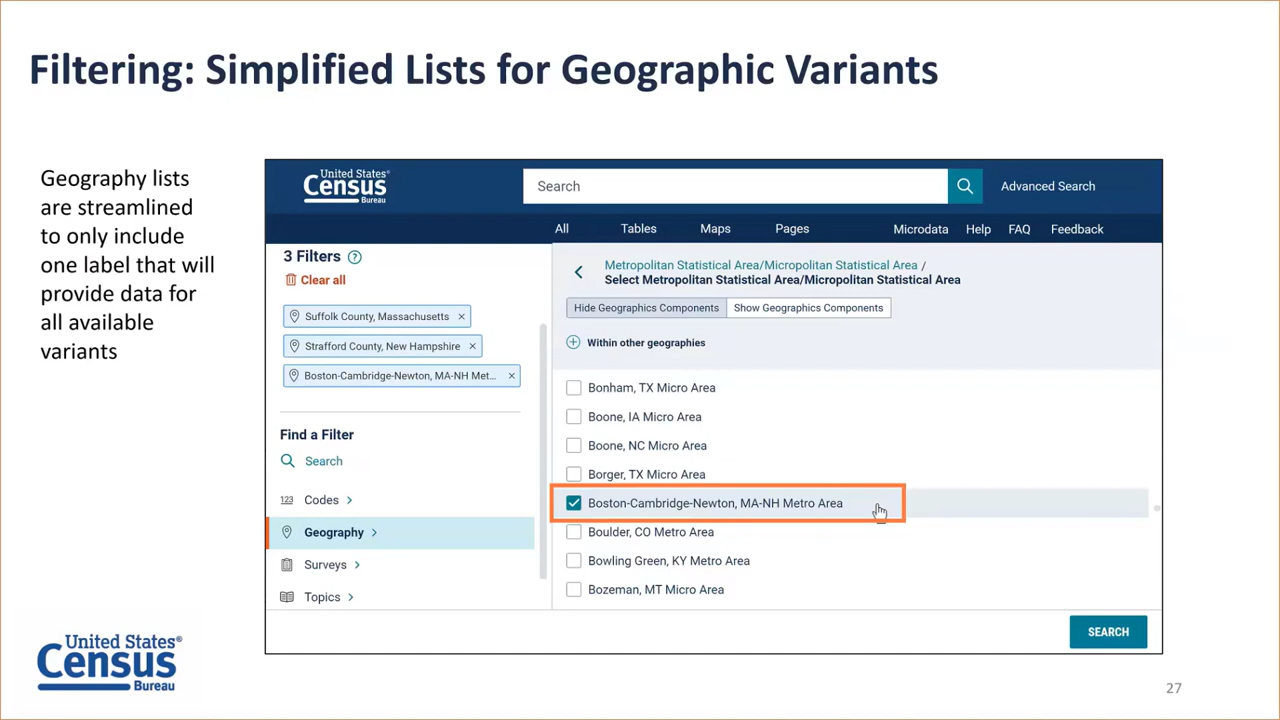 Filtering: Simplified Lists for Geographic Variants
Geography lists
are streamlined
to only include
one label that will
provide data for
all available
variants
United States®
Census
Bureau
Search
Advanced Search
All Tables Maps Pages Microdata Help FAQ Feedback
3 Filters ?
Clear all
Suffolk County, Massachusetts ×
Strafford County, New Hampshire ×
Boston-Cambridge-Newton, MA-NH Met... ×
Find a Filter
Search
123 Codes >
Geography >
Surveys >
Topics >
Metropolitan Statistical Area/Micropolitan Statistical Area /
Select Metropolitan Statistical Area/Micropolitan Statistical Area
Hide Geographics Components Show Geographics Components
Within other geographies
Bonham, TX Micro Area
Boone, IA Micro Area
Boone, NC Micro Area
Borger, TX Micro Area
Boston-Cambridge-Newton, MA-NH Metro Area
Boulder, CO Metro Area
Bowling Green, KY Metro Area
Bozeman, MT Micro Area
SEARCH
United States®
Census
Bureau
27